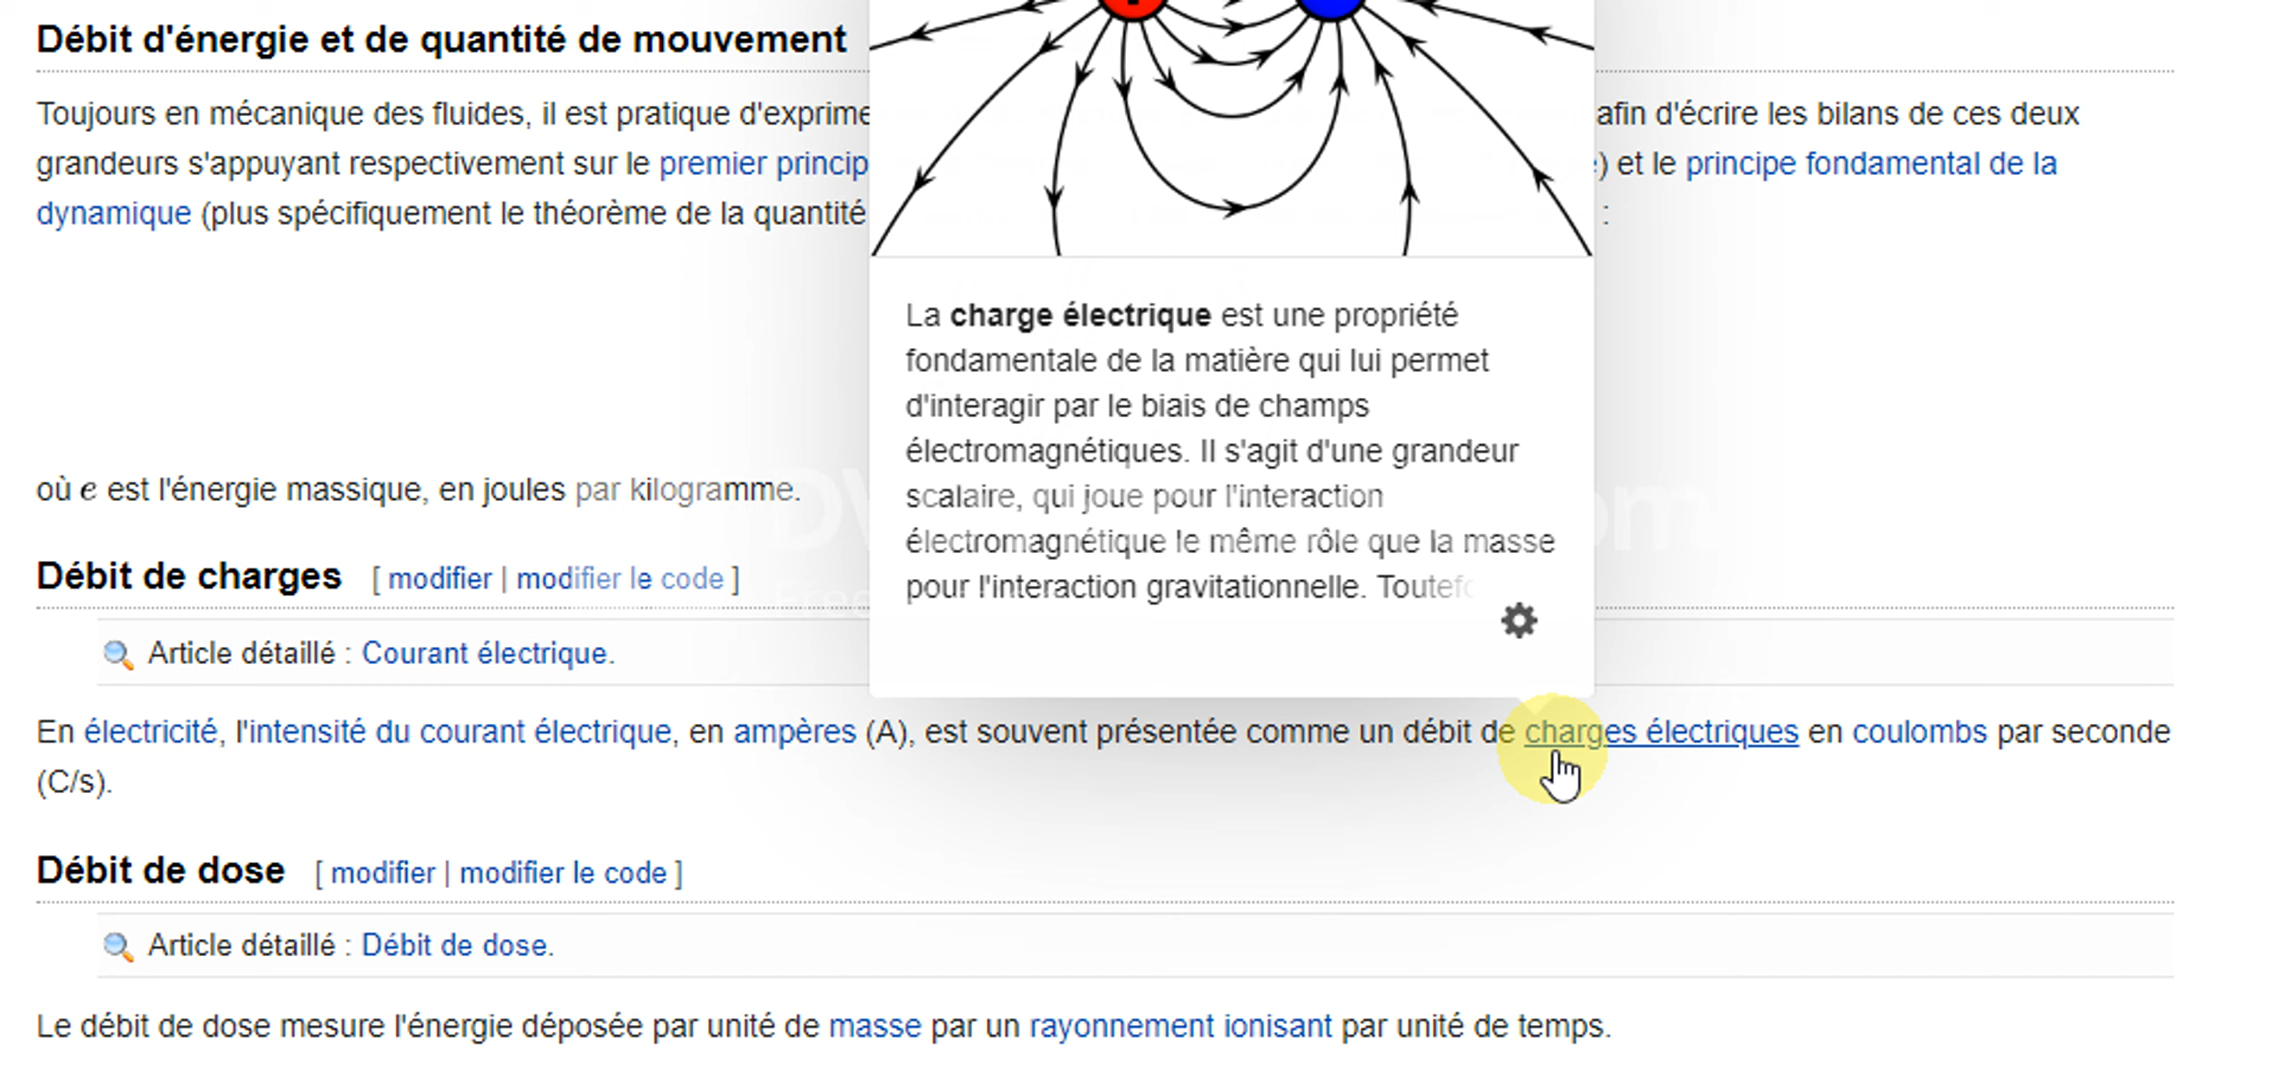 Débit d'énergie et de quantité de mouvement
Toujours en mécanique des fluides, il est pratique d'exprime
afin d'écrire les bilans de ces deux
grandeurs s'appuyant respectivement sur le premier princip
) et le principe fondamental de la
dynamique (plus spécifiquement le théorème de la quantité
:
La charge électrique est une propriété
fondamentale de la matière qui lui permet
d'interagir par le biais de champs
électromagnétiques. Il s'agit d'une grandeur
scalaire, qui joue pour l'interaction
électromagnétique le même rôle que la masse
pour l'interaction gravitationnelle. Toutef
où e est l'énergie massique, en joules par kilogramme.
Débit de charges [ modifier | modifier le code ]
Article détaillé : Courant électrique.
En électricité, l'intensité du courant électrique, en ampères (A), est souvent présentée comme un débit de charges électriques en coulombs par seconde
(C/s).
Débit de dose [ modifier | modifier le code ]
Article détaillé : Débit de dose.
Le débit de dose mesure l'énergie déposée par unité de masse par un rayonnement ionisant par unité de temps.